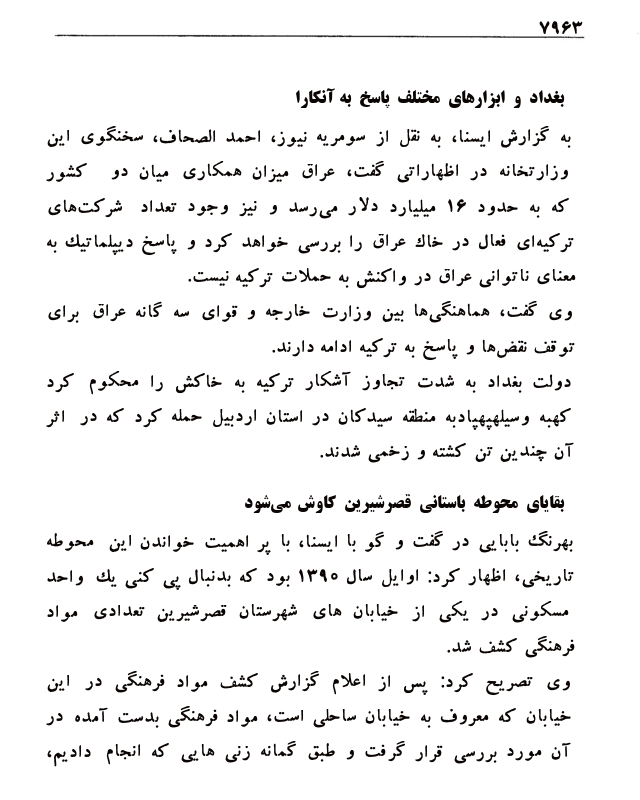 ۷۹۶۳
بغداد و ابزارهای مختلف پاسخ به آنکارا
به گزارش ایسنا، به نقل از سومریه نیوز، احمد الصحاف، سخنگوی این
وزارتخانه در اظهاراتی گفت، عراق میزان همکاری میان دو کشور
که به حدود ۱۶ میلیارد دلار می‌رسد و نیز وجود تعداد شرکت‌های
ترکیه‌ای فعال در خاك عراق را بررسی خواهد کرد و پاسخ دیپلماتیك به
معنای ناتوانی عراق در واکنش به حملات ترکیه نیست.
وی گفت، هماهنگی‌ها بین وزارت خارجه و قوای سه گانه عراق برای
توقف نقض‌ها و پاسخ به ترکیه ادامه دارند.
دولت بغداد به شدت تجاوز آشکار ترکیه به خاکش را محکوم کرد
کهبه وسیلهپهپادبه منطقه سیدکان در استان اردبیل حمله کرد که در اثر
آن چندین تن کشته و زخمی شدند.
بقایای محوطه باستانی قصرشیرین کاوش می‌شود
بهرنگ بابایی در گفت و گو با ایسنا، با پر اهمیت خواندن این محوطه
تاریخی، اظهار کرد: اوایل سال ۱۳۹۰ بود که بدنبال پی کنی یك واحد
مسکونی در یکی از خیابان های شهرستان قصرشیرین تعدادی مواد
فرهنگی کشف شد.
وی تصریح کرد: پس از اعلام گزارش کشف مواد فرهنگی در این
خیابان که معروف به خیابان ساحلی است، مواد فرهنگی بدست آمده در
آن مورد بررسی قرار گرفت و طبق گمانه زنی هایی که انجام دادیم،